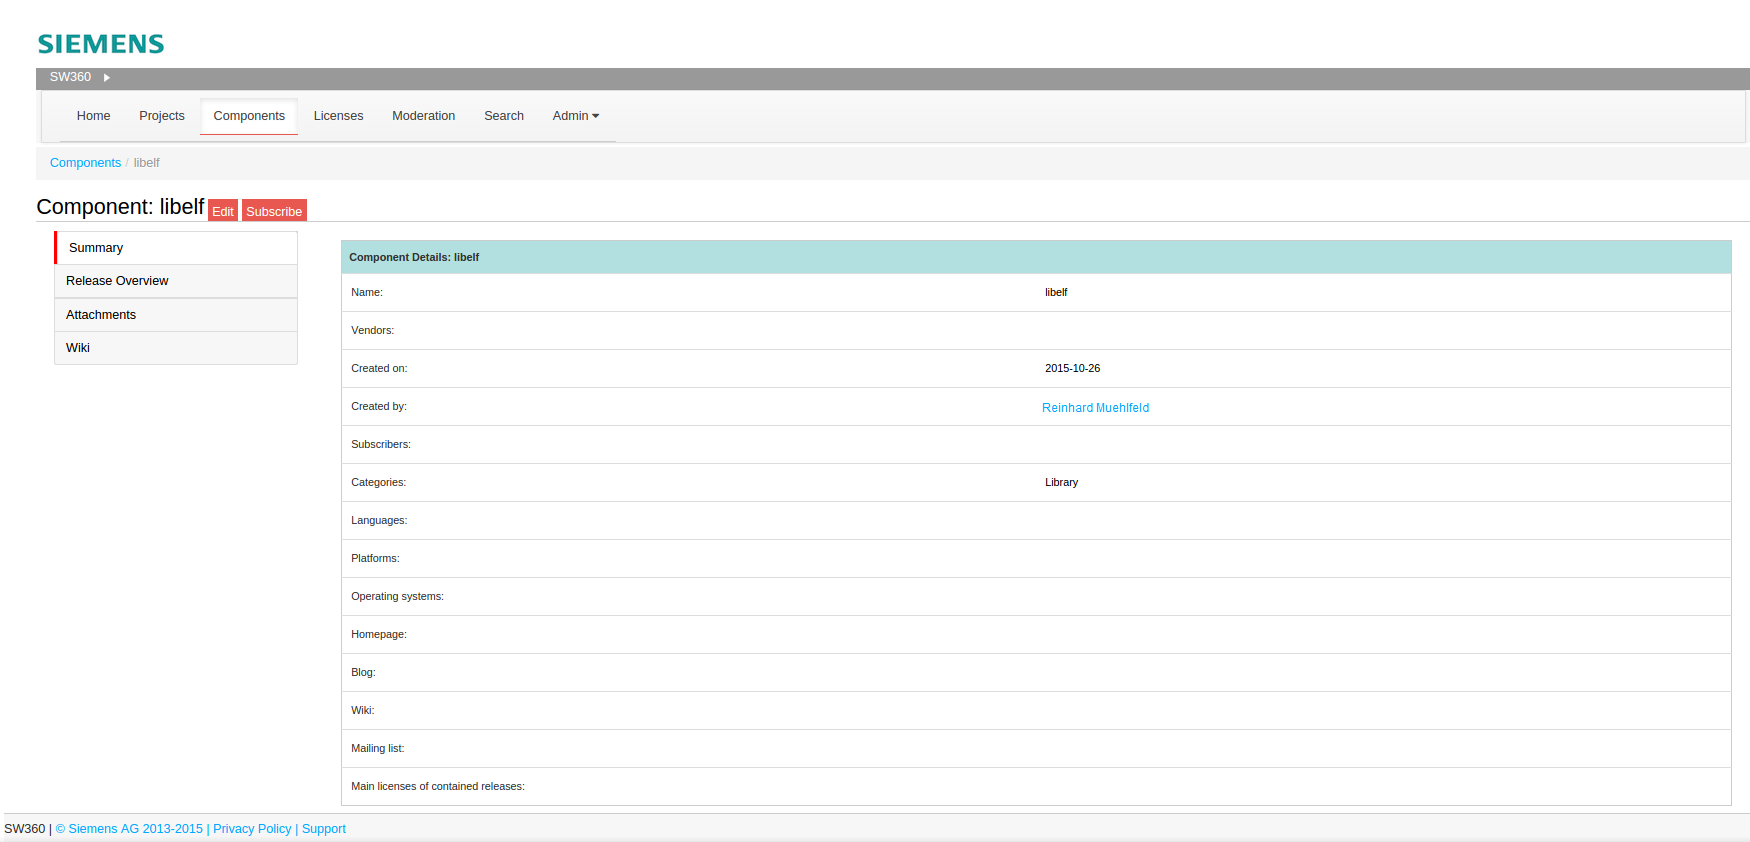 SIEMENS
SW360
Home Projects Components Licenses Moderation Search Admin
Components / libelf
Component: libelf Edit Subscribe
Summary
Release Overview
Attachments
Wiki
Component Details: libelf
Name: libelf
Vendors:
Created on: 2015-10-26
Created by: Reinhard Muehlfeld
Subscribers:
Categories: Library
Languages:
Platforms:
Operating systems:
Homepage:
Blog:
Wiki:
Mailing list:
Main licenses of contained releases:
SW360 | © Siemens AG 2013-2015 | Privacy Policy | Support